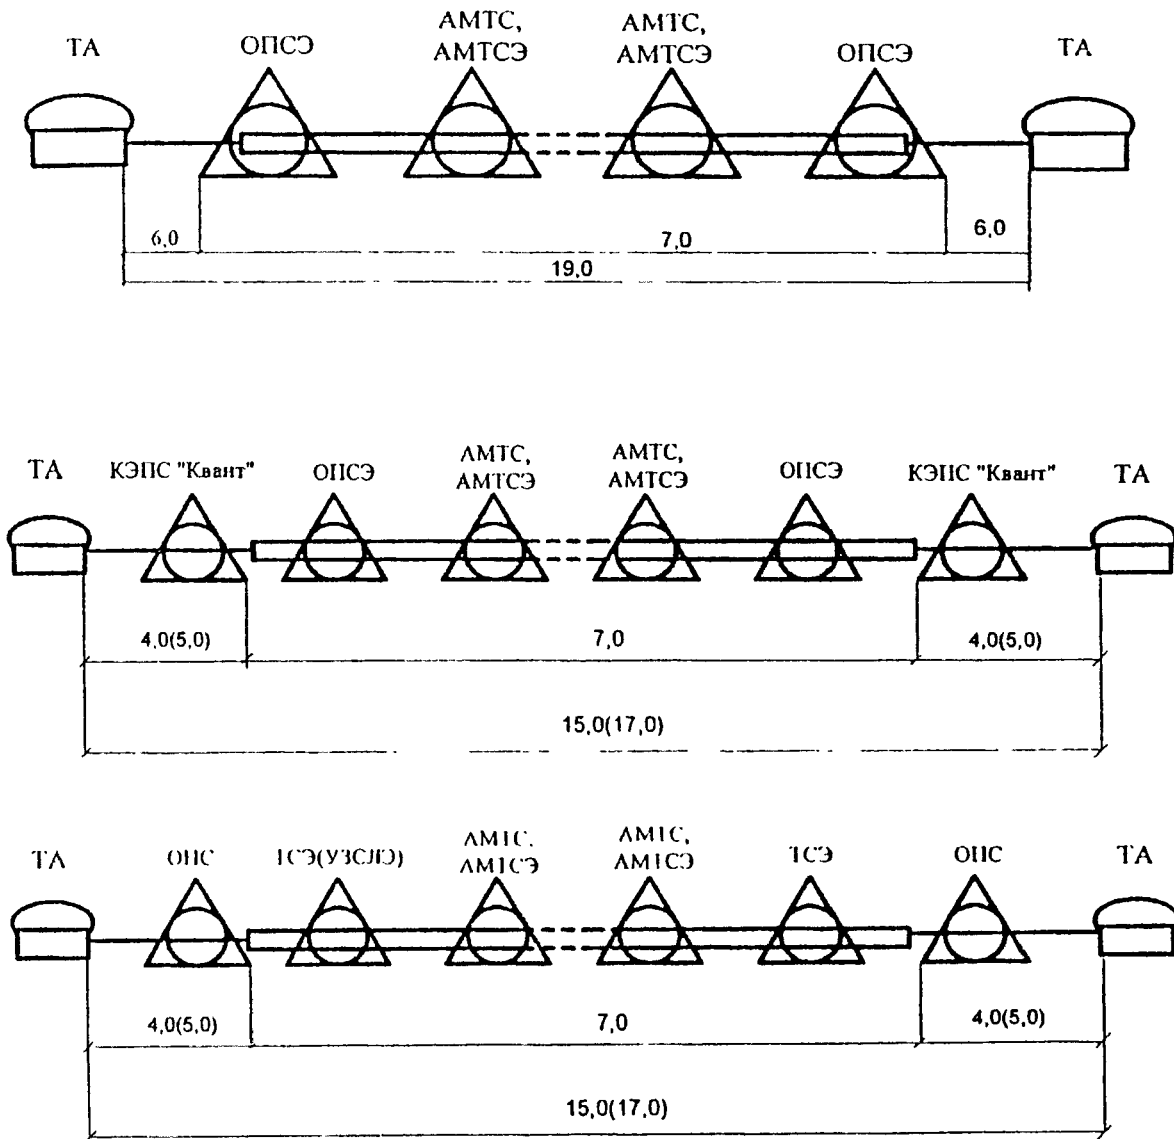 ТА
ОПСЭ
АМТС,
АМТСЭ
АМТС,
АМТСЭ
ОПСЭ
ТА
6,0
7,0
6,0
19,0
ТА
КЭПС "Квант"
ОПСЭ
АМТС,
АМТСЭ
АМТС,
АМТСЭ
ОПСЭ
КЭПС "Квант"
ТА
4,0(5,0)
7,0
4,0(5,0)
15,0(17,0)
ТА
ОПС
ТСЭ(УЗСЛЭ)
АМТС,
АМТСЭ
АМТС,
АМТСЭ
ТСЭ
ОПС
ТА
4,0(5,0)
7,0
4,0(5,0)
15,0(17,0)